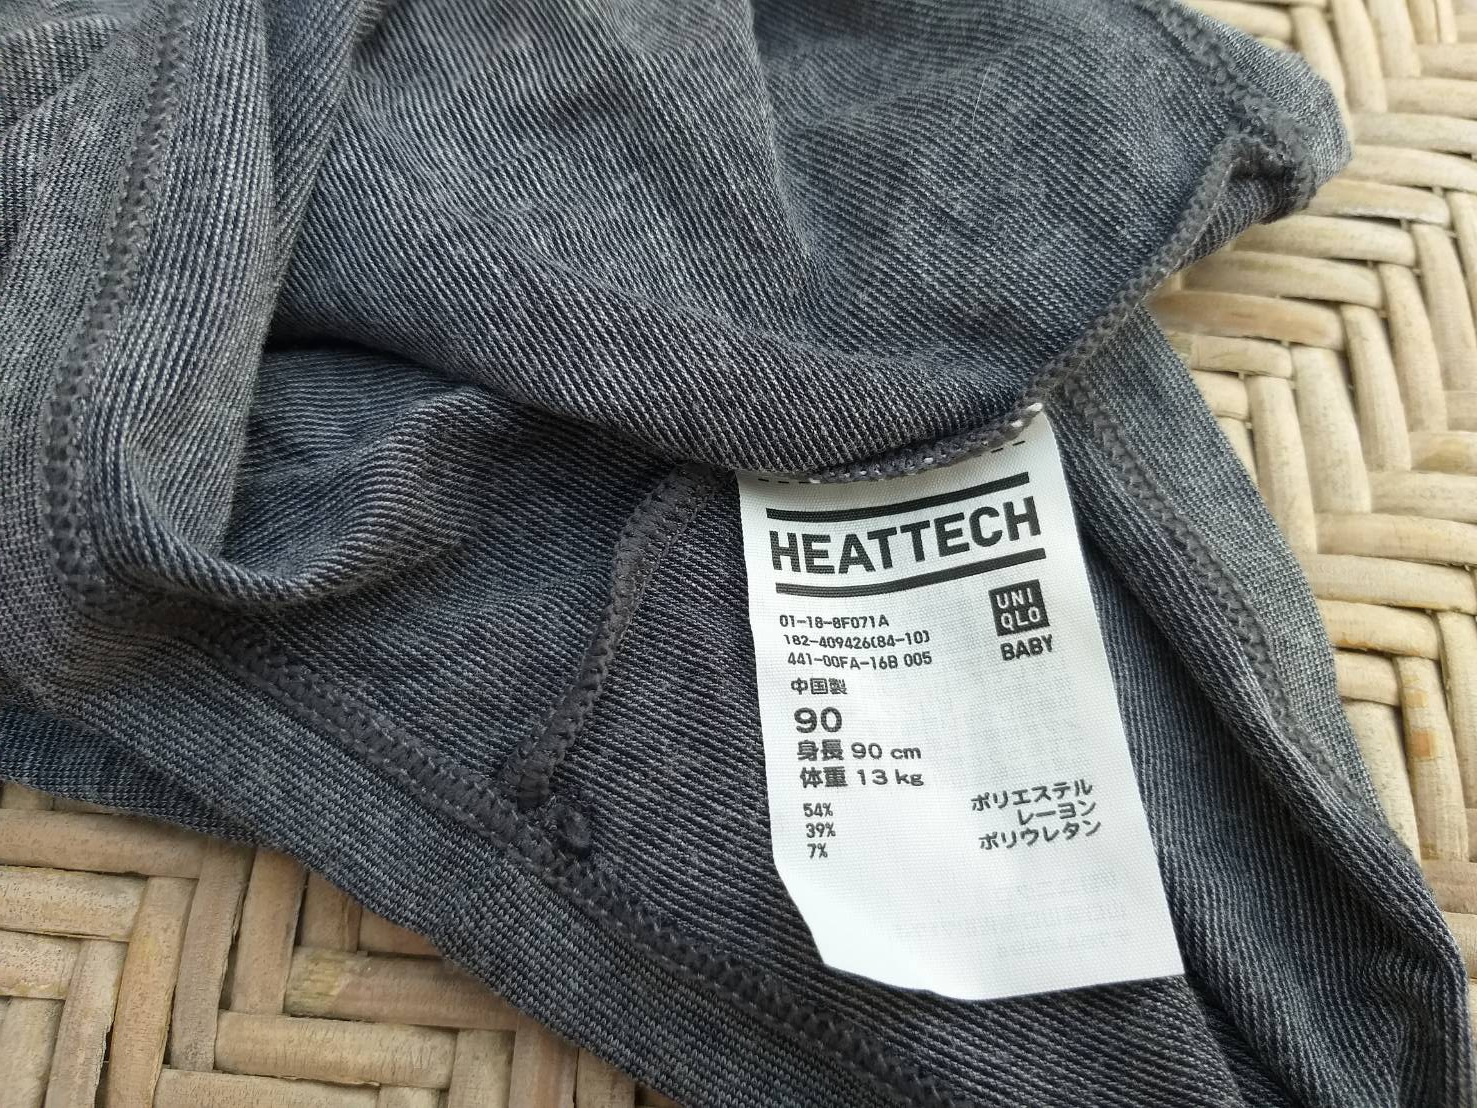 HEATTECH
UNI
QLO
BABY
01-18-8F071A
182-409426(84-10)
441-00FA-16B 005
中国製
90
身長 90 cm
体重 13 kg
54% ポリエステル
39% レーヨン
7% ポリウレタン